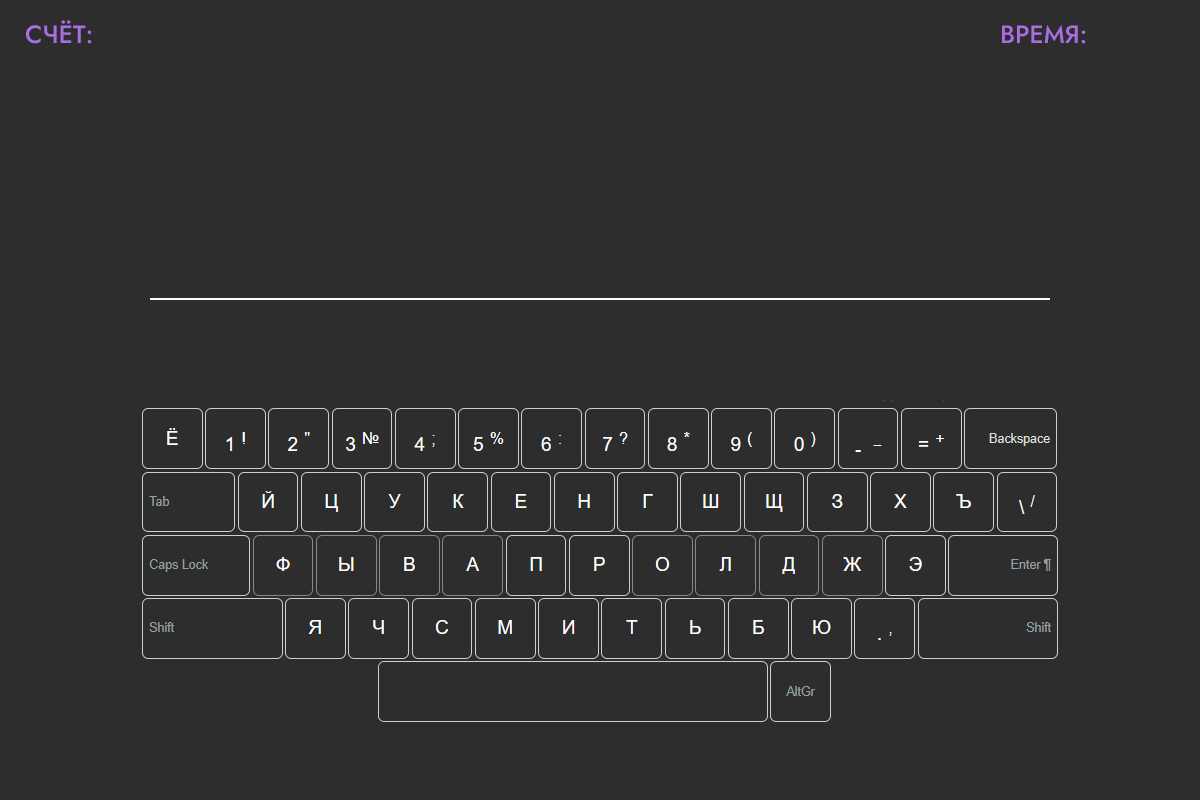 СЧЁТ: ВРЕМЯ:
Ё 1 ! 2 " 3 № 4 ; 5 % 6 : 7 ? 8 * 9 ( 0 ) - _ = + Backspace
Tab Й Ц У К Е Н Г Ш Щ З Х Ъ \ /
Caps Lock Ф Ы В А П Р О Л Д Ж Э Enter ¶
Shift Я Ч С М И Т Ь Б Ю . , Shift
AltGr